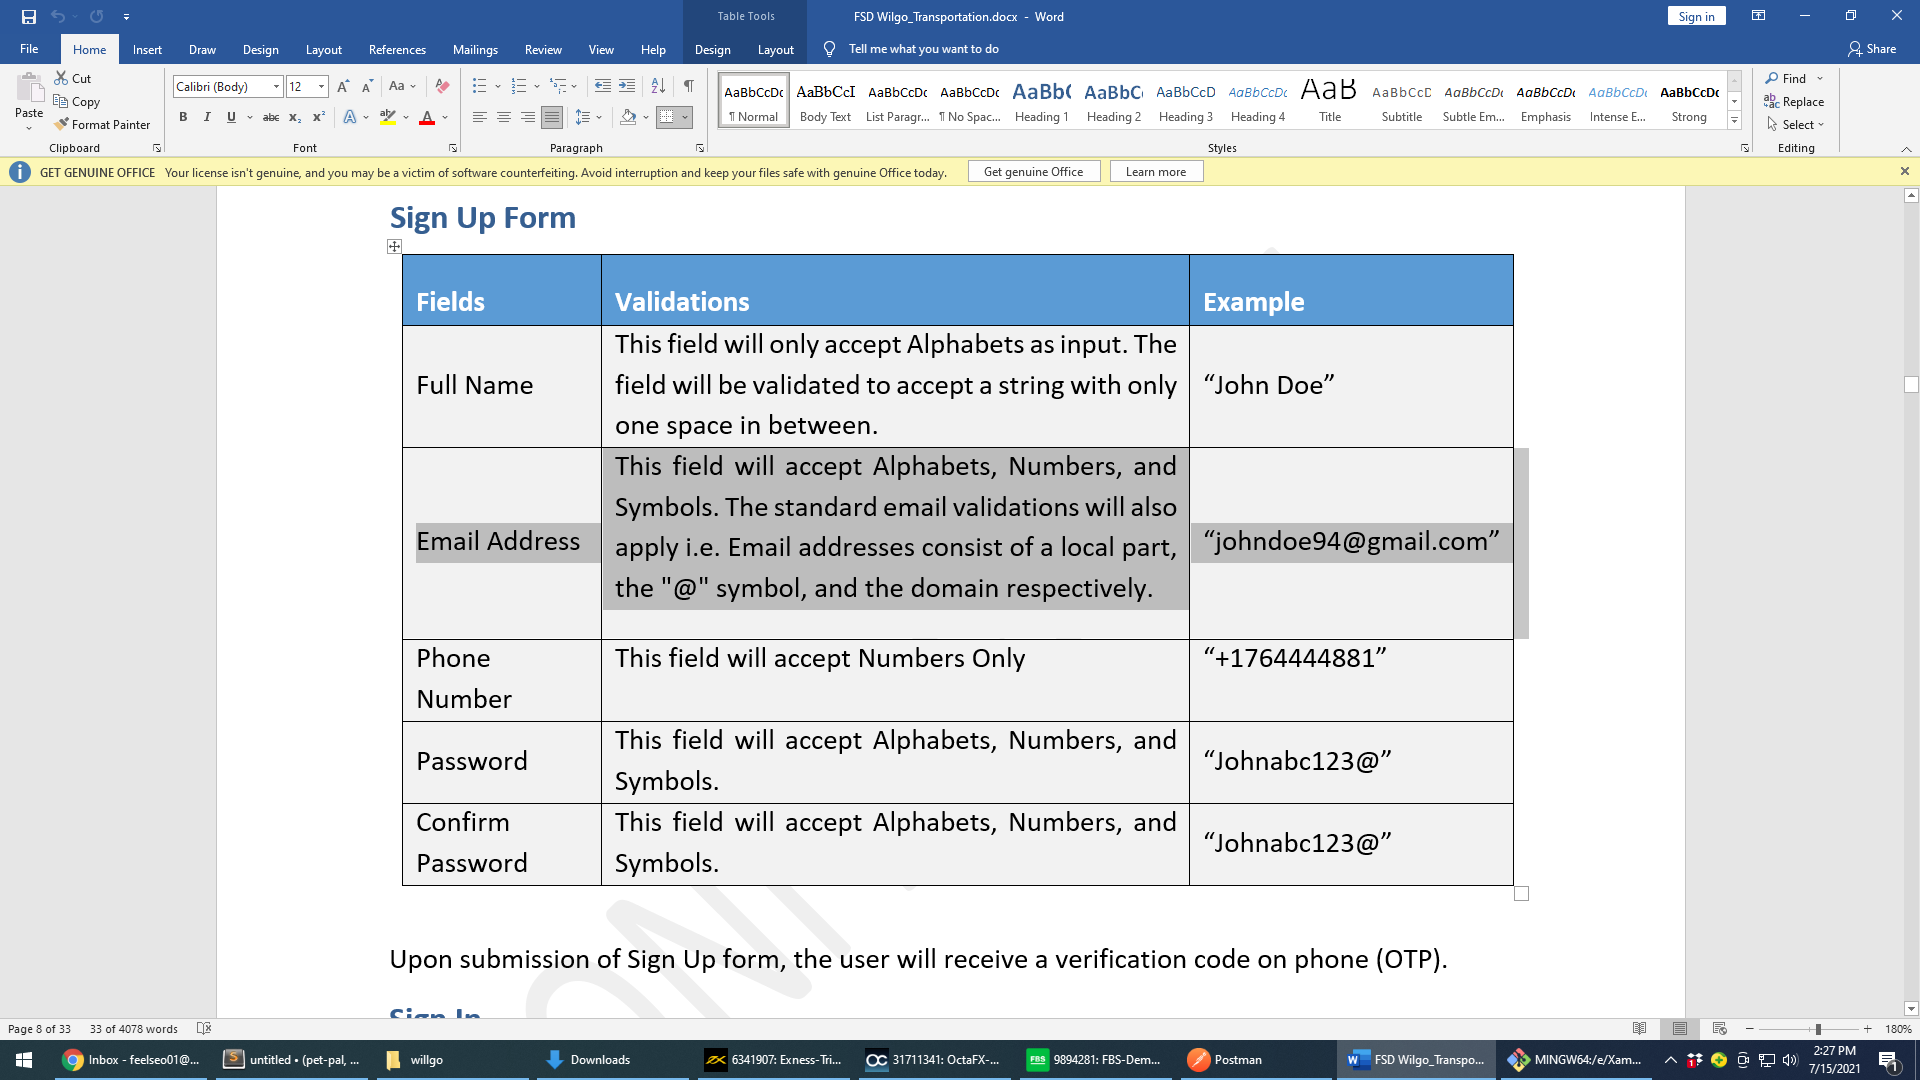 Table Tools
FSD Wilgo_Transportation.docx - Word
Sign in
File Home Insert Draw Design Layout References Mailings Review View Help Design Layout Tell me what you want to do Share
Paste
Cut
Copy
Format Painter
Clipboard
Calibri (Body) 12
Font
Paragraph
AaBbCcDc AaBbCcI AaBbCcDc AaBbCcDc AaBbC AaBbC AaBbCcD AaBbCcDc AaB AaBbCcC AaBbCcDc AaBbCcDc AaBbCcDc AaBbCcDc
¶ Normal Body Text List Paragr... ¶ No Spac... Heading 1 Heading 2 Heading 3 Heading 4 Title Subtitle Subtle Em... Emphasis Intense E... Strong
Styles
Find
Replace
Select
Editing
GET GENUINE OFFICE Your license isn't genuine, and you may be a victim of software counterfeiting. Avoid interruption and keep your files safe with genuine Office today. Get genuine Office Learn more
Sign Up Form
Fields Validations Example
Full Name
This field will only accept Alphabets as input. The
field will be validated to accept a string with only
one space in between.
“John Doe”
Email Address
This field will accept Alphabets, Numbers, and
Symbols. The standard email validations will also
apply i.e. Email addresses consist of a local part,
the "@" symbol, and the domain respectively.
“johndoe94@gmail.com”
Phone
Number
This field will accept Numbers Only
“+1764444881”
Password
This field will accept Alphabets, Numbers, and
Symbols.
“Johnabc123@”
Confirm
Password
This field will accept Alphabets, Numbers, and
Symbols.
“Johnabc123@”
Upon submission of Sign Up form, the user will receive a verification code on phone (OTP).
Sign In
Page 8 of 33 33 of 4078 words 180%
Inbox - feelseo01@... untitled • (pet-pal, ... willgo Downloads 6341907: Exness-Tri... 31711341: OctaFX-... 9894281: FBS-Dem... Postman FSD Wilgo_Transpo... MINGW64:/e/Xam...
2:27 PM
7/15/2021